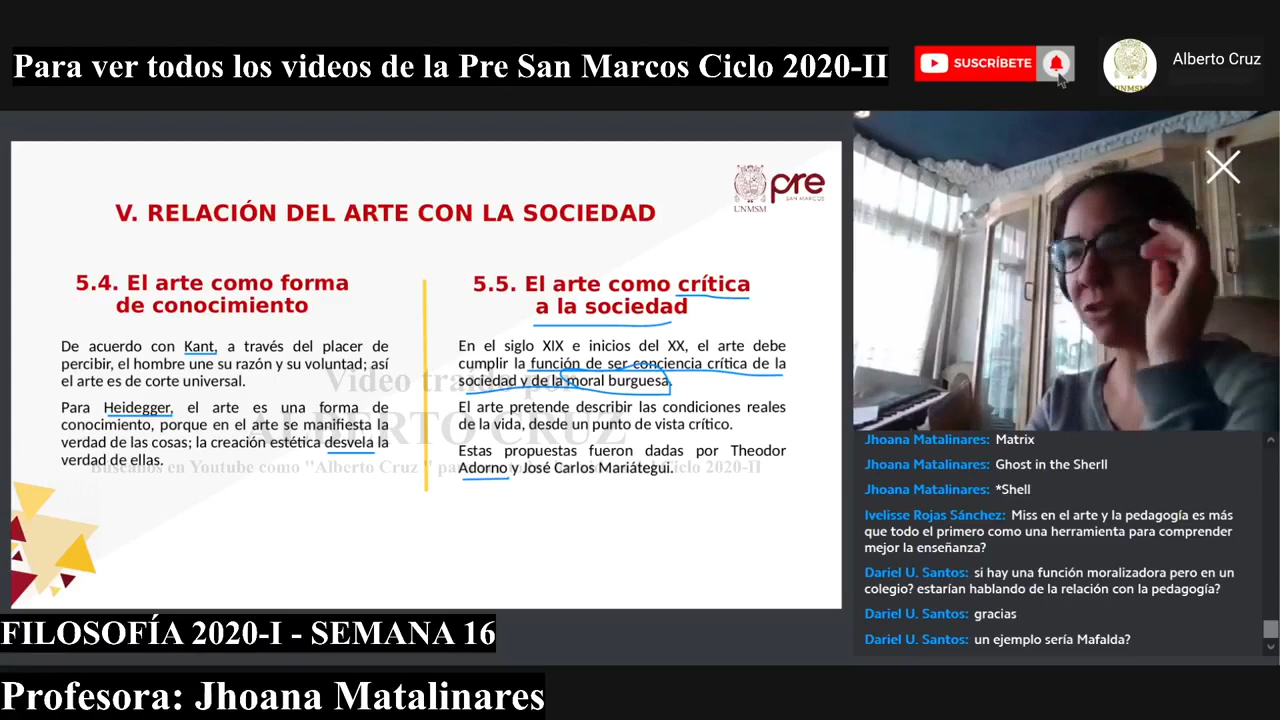 Para ver todos los videos de la Pre San Marcos Ciclo 2020-II
SUSCRÍBETE
Alberto Cruz
UNMSM
UNMSM
pre
SAN MARCOS
V. RELACIÓN DEL ARTE CON LA SOCIEDAD
5.4. El arte como forma
de conocimiento
De acuerdo con Kant, a través del placer de
percibir, el hombre une su razón y su voluntad; así
el arte es de corte universal.
Para Heidegger, el arte es una forma de
conocimiento, porque en el arte se manifiesta la
verdad de las cosas; la creación estética desvela la
verdad de ellas.
5.5. El arte como crítica
a la sociedad
En el siglo XIX e inicios del XX, el arte debe
cumplir la función de ser conciencia crítica de la
sociedad y de la moral burguesa.
El arte pretende describir las condiciones reales
de la vida, desde un punto de vista crítico.
Estas propuestas fueron dadas por Theodor
Adorno y José Carlos Mariátegui.
ALBERTO CRUZ
Jhoana Matalinares: Matrix
Jhoana Matalinares: Ghost in the Sherll
Jhoana Matalinares: *Shell
Ivelisse Rojas Sánchez: Miss en el arte y la pedagogía es más
que todo el primero como una herramienta para comprender
mejor la enseñanza?
Dariel U. Santos: si hay una función moralizadora pero en un
colegio? estarían hablando de la relación con la pedagogía?
Dariel U. Santos: gracias
Dariel U. Santos: un ejemplo sería Mafalda?
FILOSOFÍA 2020-I - SEMANA 16
Profesora: Jhoana Matalinares